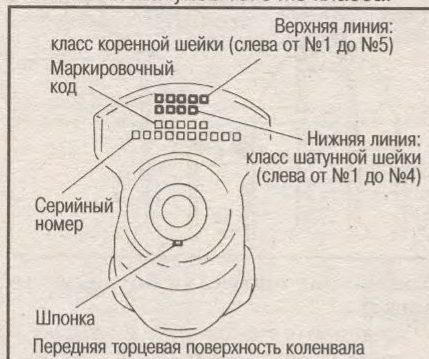 Верхняя линия:
класс коренной шейки (слева от №1 до №5)
Маркировочный
код
Нижняя линия:
класс шатунной шейки
(слева от №1 до №4)
Серийный
номер
Шпонка
Передняя торцевая поверхность коленвала